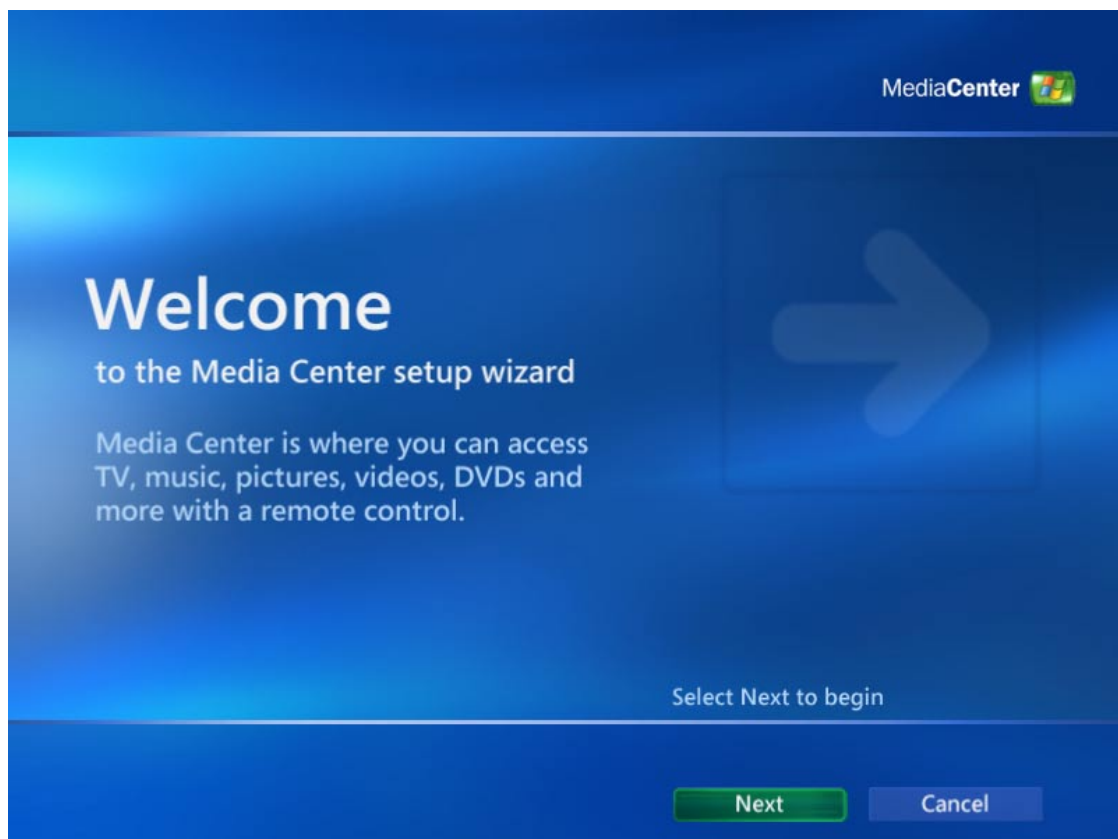 MediaCenter
Welcome
to the Media Center setup wizard
Media Center is where you can access
TV, music, pictures, videos, DVDs and
more with a remote control.
Select Next to begin
Next Cancel